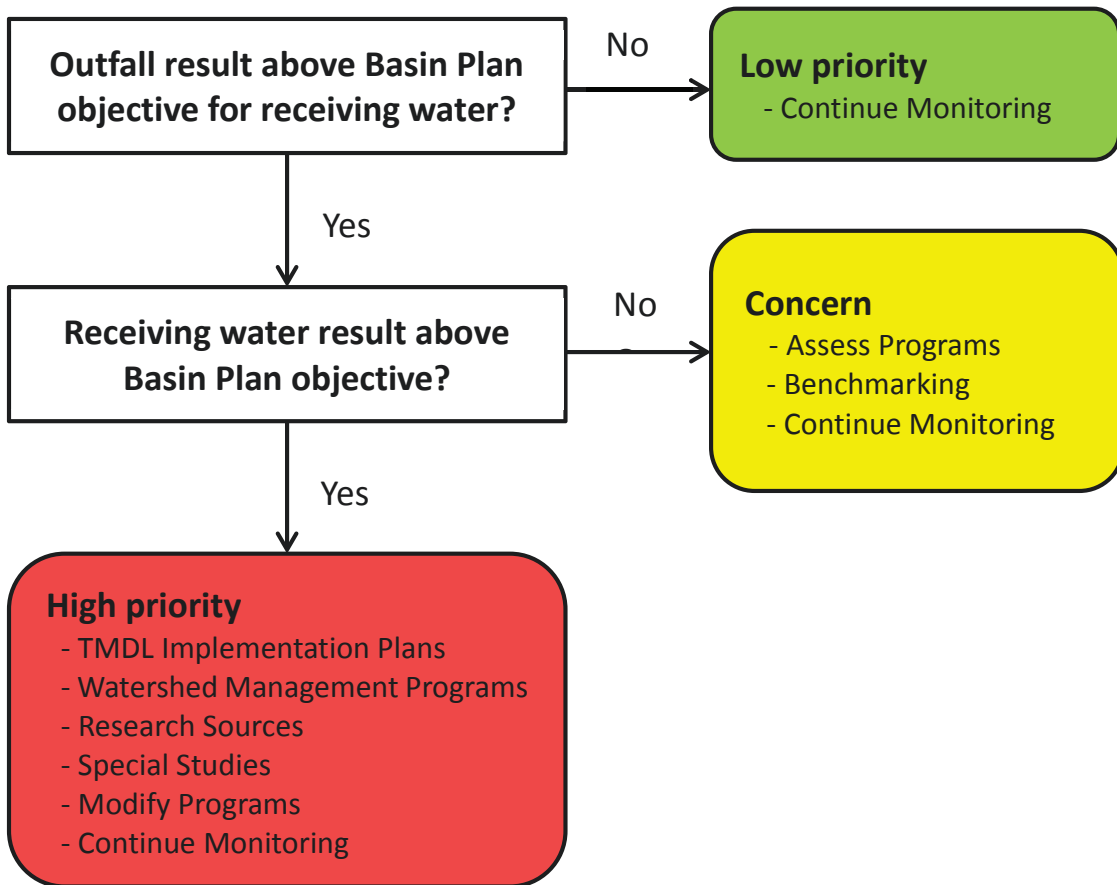 Outfall result above Basin Plan
objective for receiving water?
No
Low priority
- Continue Monitoring
Yes
Receiving water result above
Basin Plan objective?
No
Concern
- Assess Programs
- Benchmarking
- Continue Monitoring
Yes
High priority
- TMDL Implementation Plans
- Watershed Management Programs
- Research Sources
- Special Studies
- Modify Programs
- Continue Monitoring